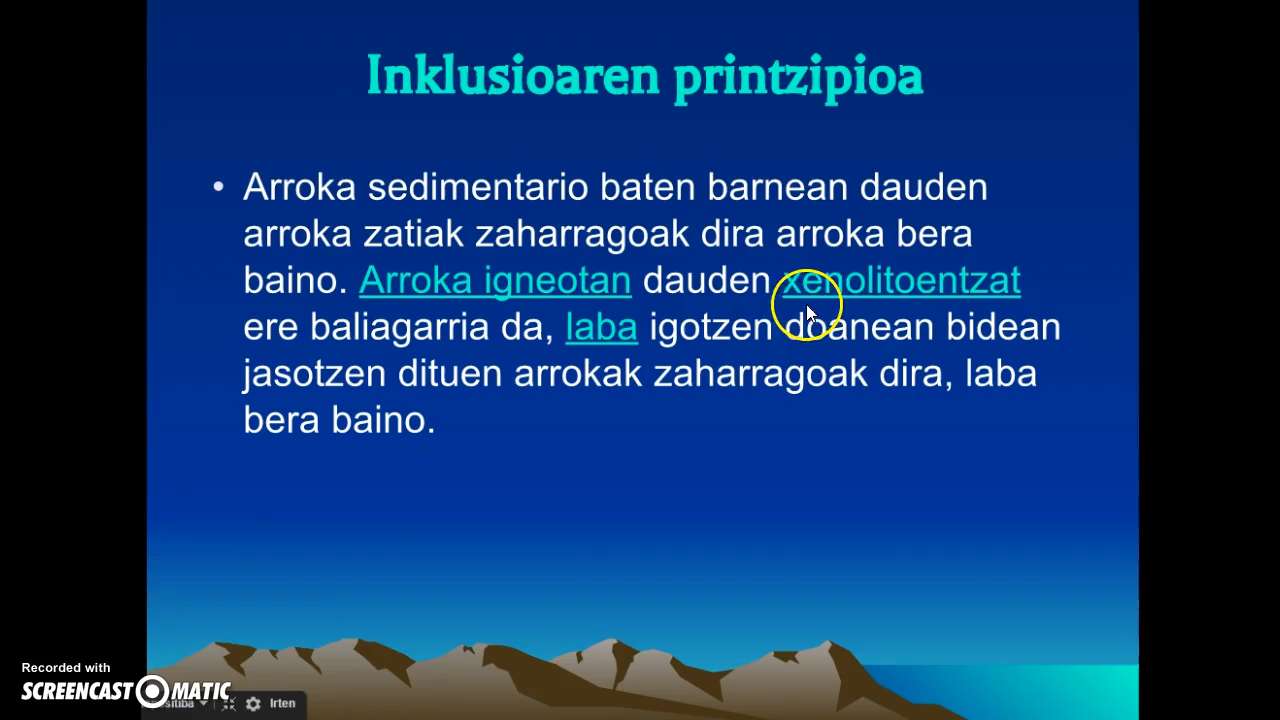 Inklusioaren printzipioa
• Arroka sedimentario baten barnean dauden
arroka zatiak zaharragoak dira arroka bera
baino. Arroka igneotan dauden xenolitoentzat
ere baliagarria da, laba igotzen doanean bidean
jasotzen dituen arrokak zaharragoak dira, laba
bera baino.
Recorded with
SCREENCAST MATIC
Irten